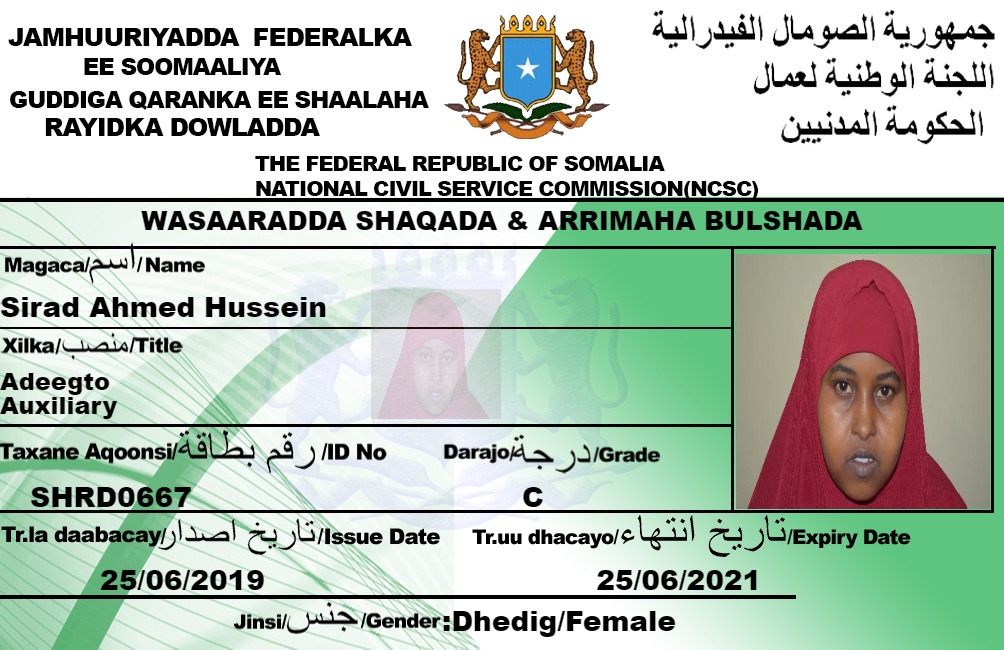 JAMHUURIYADDA FEDERALKA
EE SOOMAALIYA
GUDDIGA QARANKA EE SHAALAHA
RAYIDKA DOWLADDA
جمهورية الصومال الفيدرالية
اللجنة الوطنية لعمال
الحكومة المدنيين
THE FEDERAL REPUBLIC OF SOMALIA
NATIONAL CIVIL SERVICE COMMISSION(NCSC)
WASAARADDA SHAQADA & ARRIMAHA BULSHADA
Magaca/اسم/Name
Sirad Ahmed Hussein
Xilka/منصب/Title
Adeegto
Auxiliary
Taxane Aqoonsi/رقم بطاقة/ID No
SHRD0667
Darajo/درجة/Grade
C
Tr.la daabacay/تاريخ اصدار/Issue Date
25/06/2019
Tr.uu dhacayo/تاريخ انتهاء/Expiry Date
25/06/2021
Jinsi/جنس/Gender:Dhedig/Female